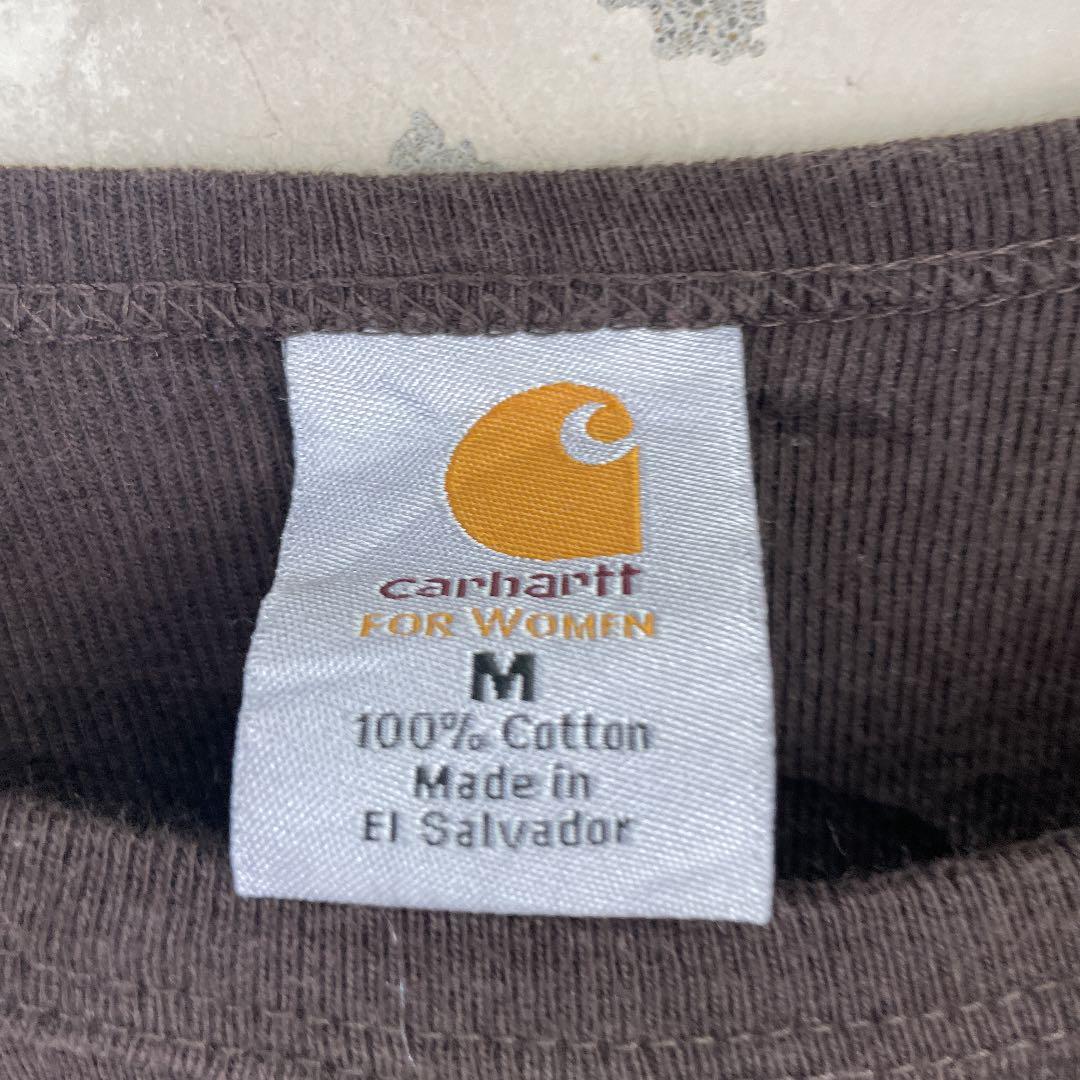 carhartt
FOR WOMEN
M
100% Cotton
Made in
El Salvador